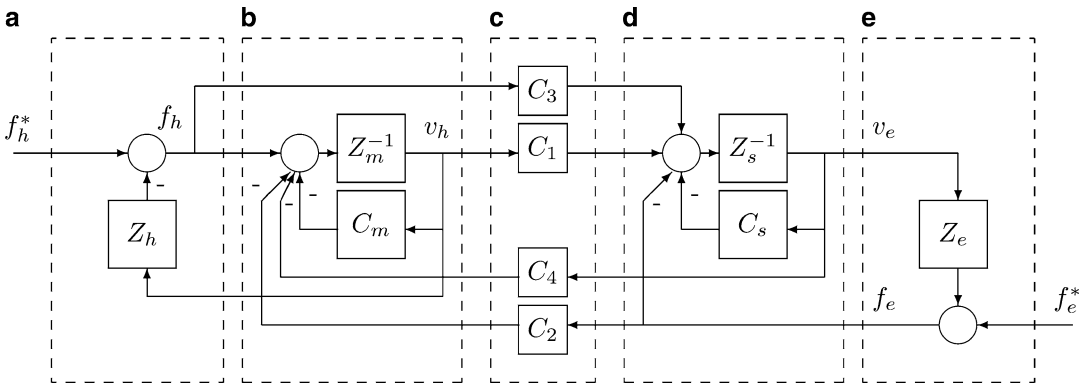 a b c d e
C_3
f_h^* f_h Z_m^{-1} v_h C_1 Z_s^{-1} v_e
- - - - - -
Z_h C_m C_s Z_e
C_4
C_2 f_e f_e^*